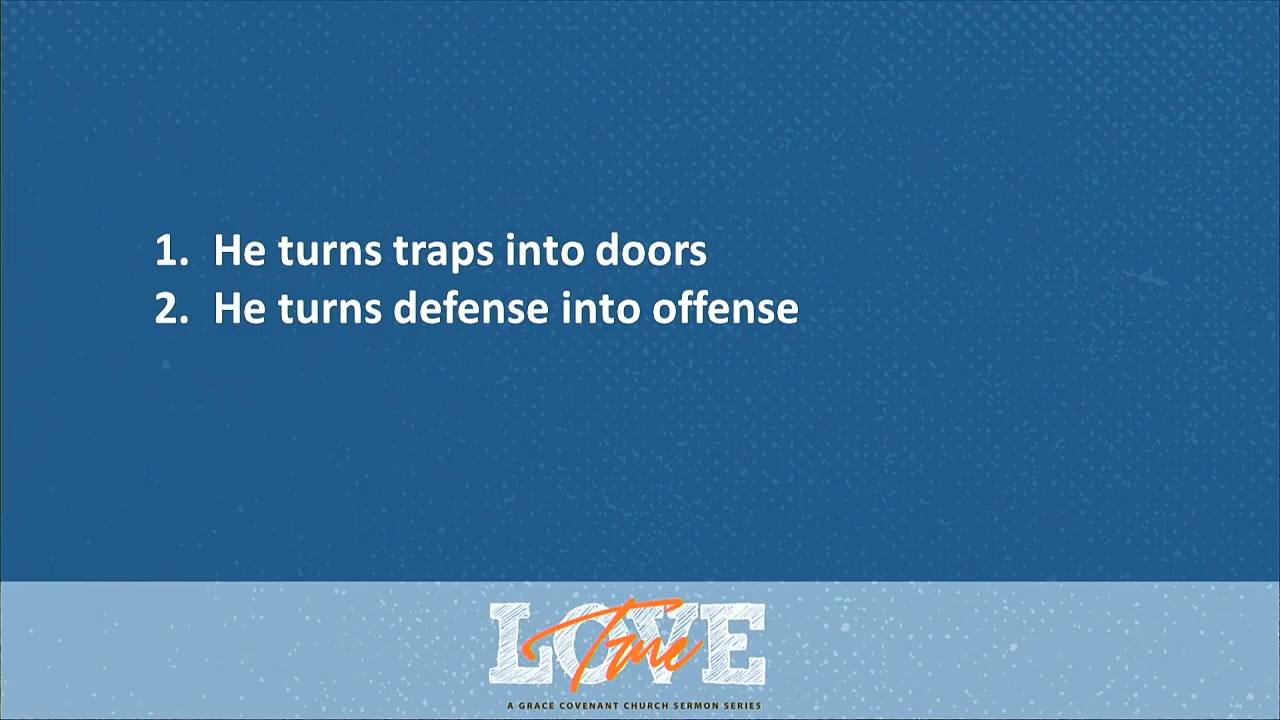 1. He turns traps into doors
2. He turns defense into offense
LOVE
True
A GRACE COVENANT CHURCH SERMON SERIES